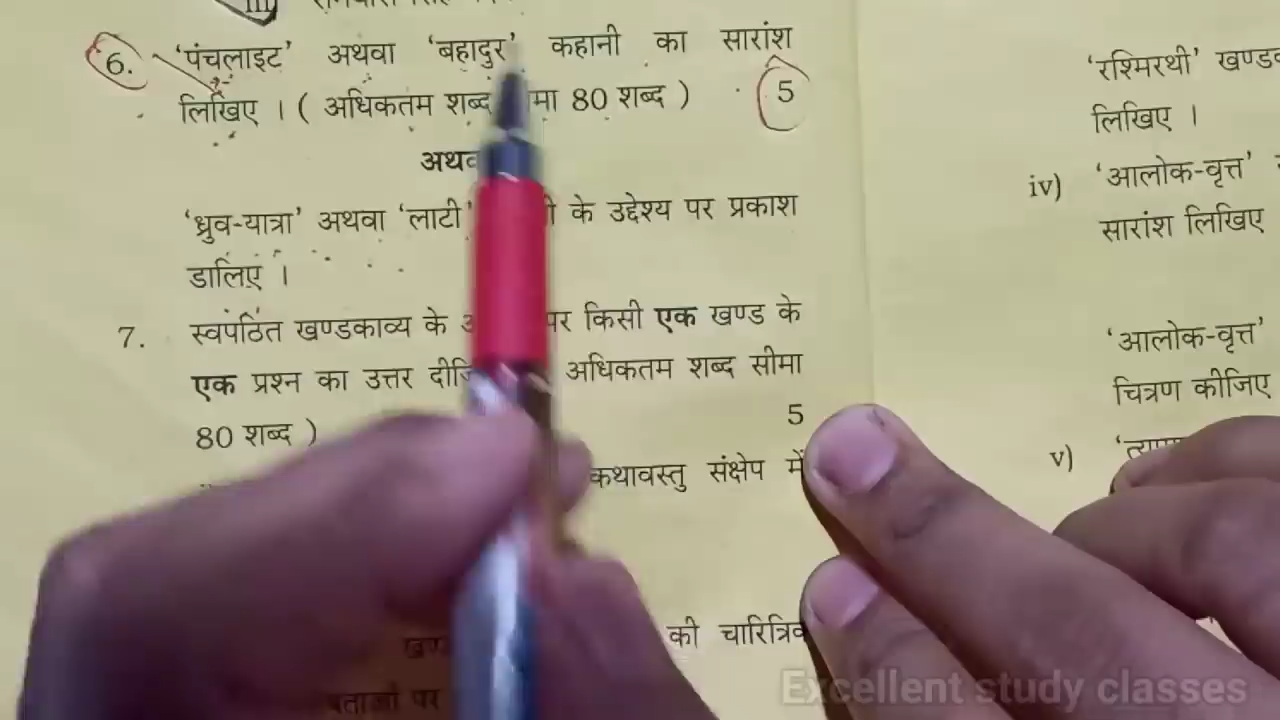 iii
6. 'पंचलाइट' अथवा 'बहादुर' कहानी का सारांश
लिखिए । ( अधिकतम शब्द 80 शब्द ) 5
'ध्रुव-यात्रा' अथवा 'लाटी' के उद्देश्य पर प्रकाश
डालिए ।
7. स्वपठित खण्डकाव्य के पर किसी एक खण्ड के
एक प्रश्न का उत्तर अधिकतम शब्द सीमा
80 शब्द ) 5
कथावस्तु संक्षेप में
की
पर
'रश्मिरथी'
लिखिए ।
iv) 'आलोक-वृत्त'
सारांश लिखिए
'आलोक-वृत्त'
चित्रण कीजिए
v)
Excellent study classes